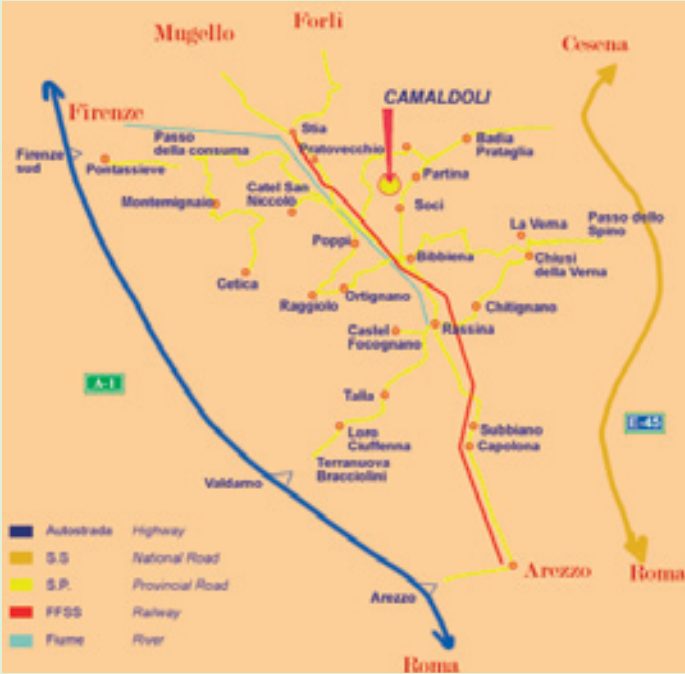 Forli
Mugello
Cesena
CAMALDOLI
Firenze
Stia
Passo
della consuma
Pratovecchio
Badia
Prataglia
Firenze
sud
Pontassieve
Partina
Catel San
Niccolo
Montemignaio
Soci
La Verna
Passo dello
Spino
Poppi
Bibbiena
Chiusi
della Verna
Cetica
Raggiolo
Ortignano
Chitignano
Castel
Focognano
Rassina
A-1
Talla
E-45
Loro
Ciuffenna
Subbiano
Capolona
Terranuova
Bracciolini
Valdarno
Autostrada Highway
S.S National Road
S.P. Provincial Road
FFSS Railway
Fiume River
Arezzo
Arezzo
Roma
Roma